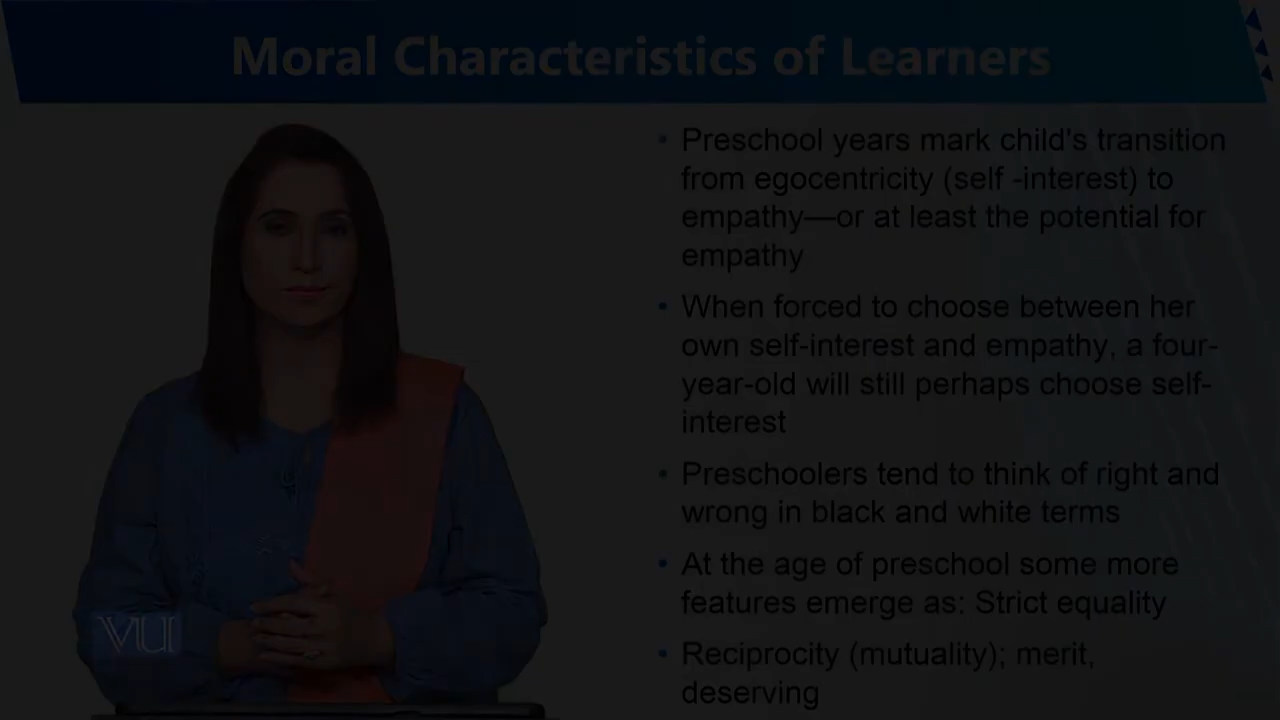 Moral Characteristics of Learners
• Preschool years mark child's transition
from egocentricity (self -interest) to
empathy—or at least the potential for
empathy
• When forced to choose between her
own self-interest and empathy, a four-
year-old will still perhaps choose self-
interest
• Preschoolers tend to think of right and
wrong in black and white terms
• At the age of preschool some more
features emerge as: Strict equality
• Reciprocity (mutuality); merit,
deserving
VU